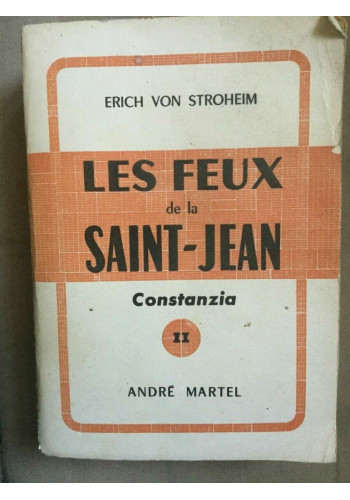 ERICH VON STROHEIM
LES FEUX
de la
SAINT-JEAN
Constanzia
II
ANDRÉ MARTEL